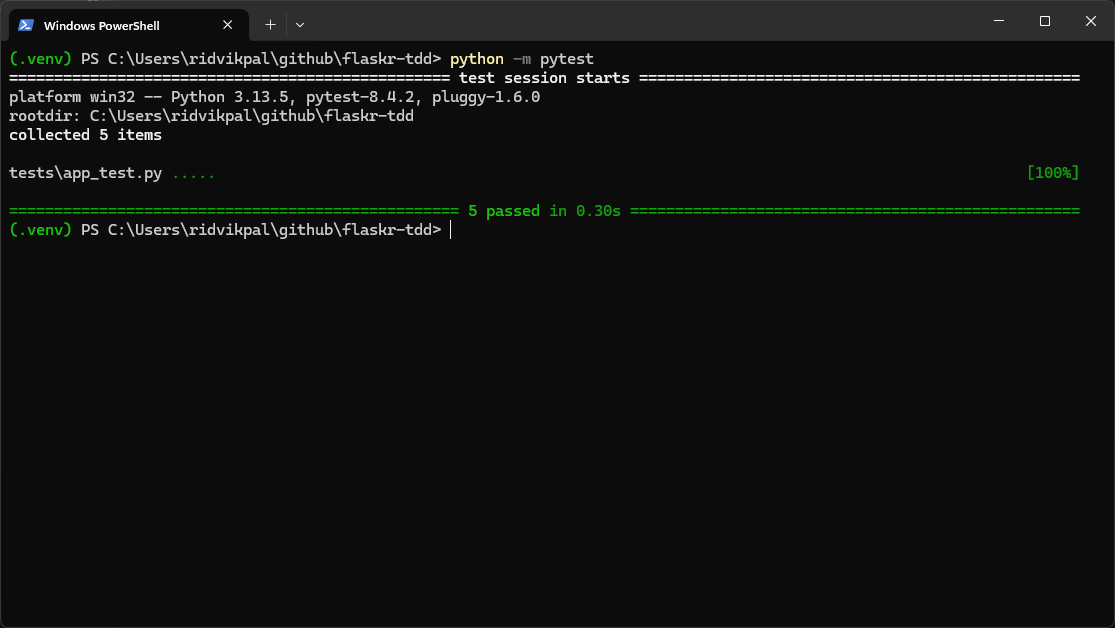 Windows PowerShell
(.venv) PS C:\Users\ridvikpal\github\flaskr-tdd> python -m pytest
================================================= test session starts =================================================
platform win32 -- Python 3.13.5, pytest-8.4.2, pluggy-1.6.0
rootdir: C:\Users\ridvikpal\github\flaskr-tdd
collected 5 items
tests\app_test.py ..... [100%]
================================================== 5 passed in 0.30s ==================================================
(.venv) PS C:\Users\ridvikpal\github\flaskr-tdd>